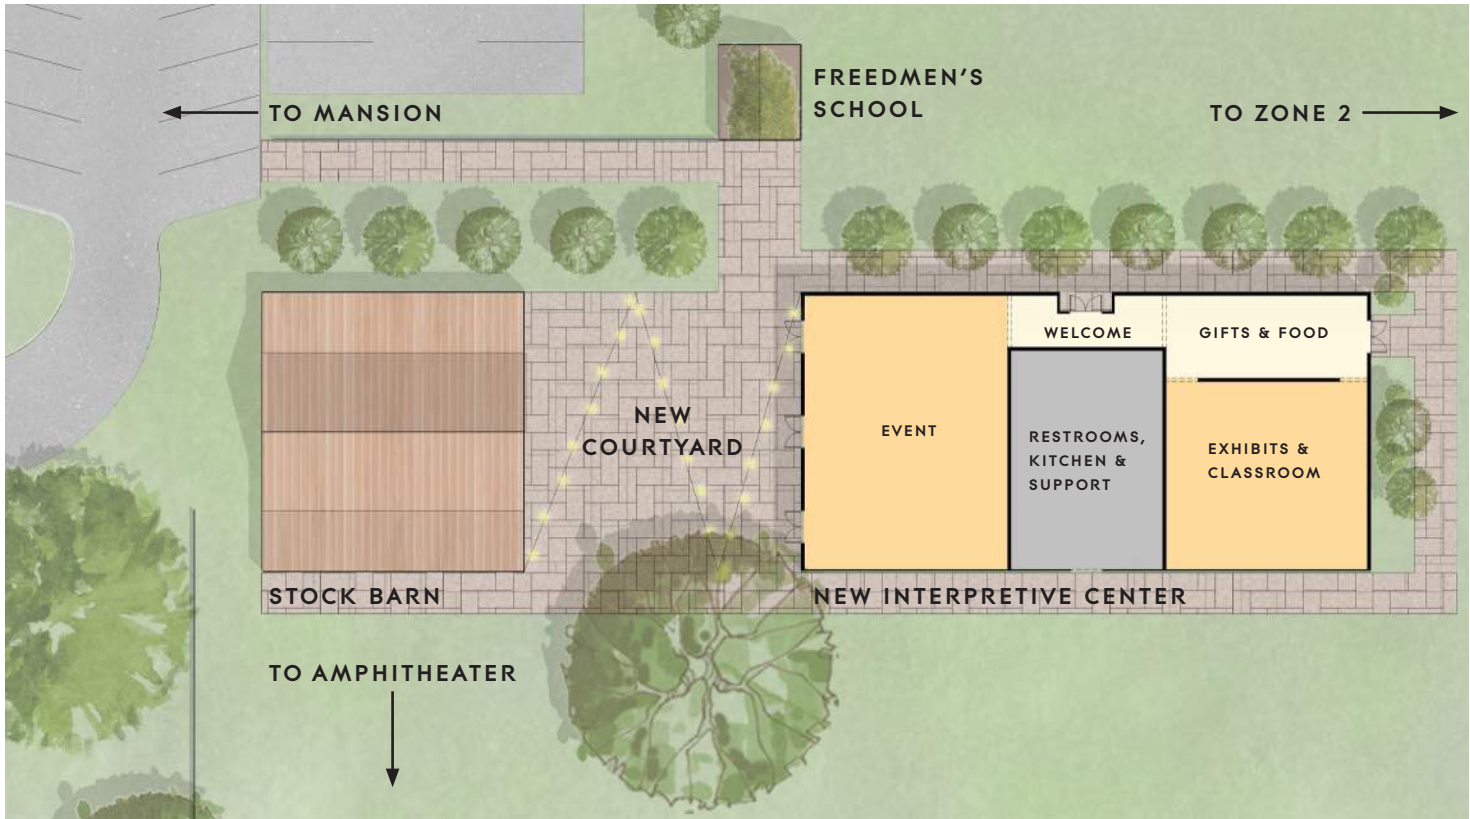 FREEDMEN'S
SCHOOL
TO MANSION
TO ZONE 2
WELCOME
GIFTS & FOOD
NEW
COURTYARD
EVENT
RESTROOMS,
KITCHEN &
SUPPORT
EXHIBITS &
CLASSROOM
STOCK BARN
NEW INTERPRETIVE CENTER
TO AMPHITHEATER